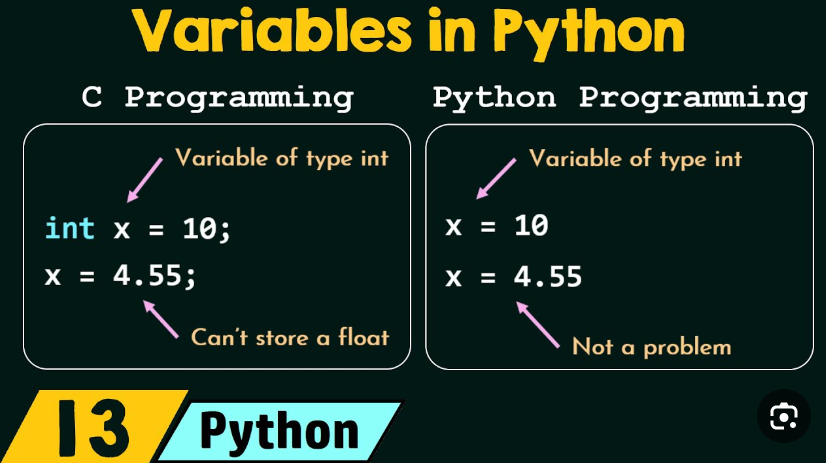 Variables in Python
C Programming
Variable of type int
int x = 10;
x = 4.55;
Can't store a float
Python Programming
Variable of type int
x = 10
x = 4.55
Not a problem
13
Python